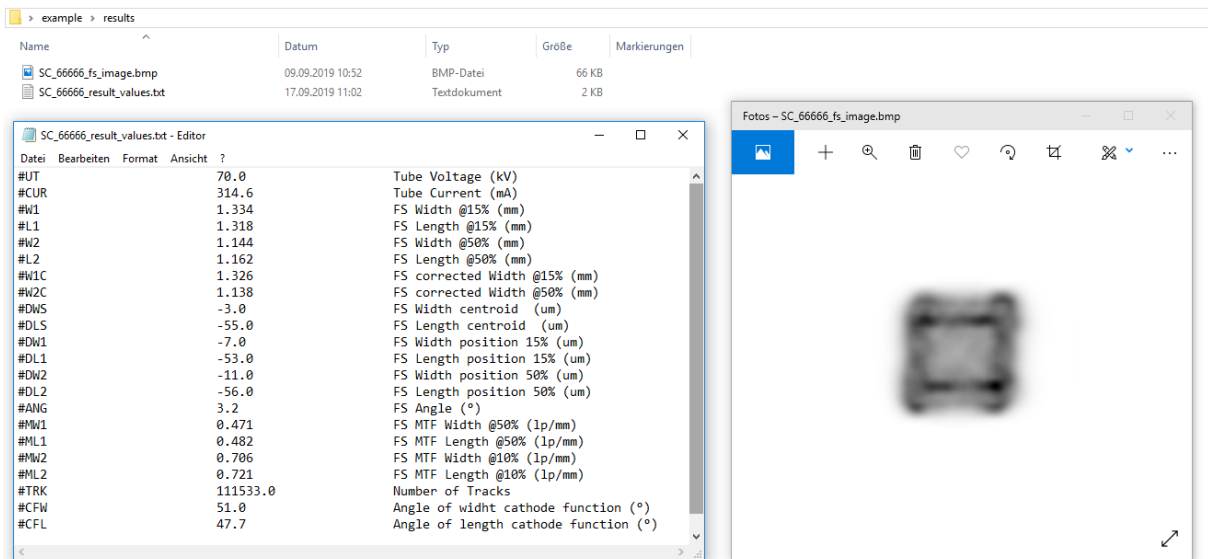 > example > results
Name Datum Typ Größe Markierungen
SC_66666_fs_image.bmp 09.09.2019 10:52 BMP-Datei 66 KB
SC_66666_result_values.txt 17.09.2019 11:02 Textdokument 2 KB
SC_66666_result_values.txt - Editor
Datei Bearbeiten Format Ansicht ?
#UT 70.0 Tube Voltage (kV)
#CUR 314.6 Tube Current (mA)
#W1 1.334 FS Width @15% (mm)
#L1 1.318 FS Length @15% (mm)
#W2 1.144 FS Width @50% (mm)
#L2 1.162 FS Length @50% (mm)
#W1C 1.326 FS corrected Width @15% (mm)
#W2C 1.138 FS corrected Width @50% (mm)
#DWS -3.0 FS Width centroid (um)
#DLS -55.0 FS Length centroid (um)
#DW1 -7.0 FS Width position 15% (um)
#DL1 -53.0 FS Length position 15% (um)
#DW2 -11.0 FS Width position 50% (um)
#DL2 -56.0 FS Length position 50% (um)
#ANG 3.2 FS Angle (º)
#MW1 0.471 FS MTF Width @50% (lp/mm)
#ML1 0.482 FS MTF Length @50% (lp/mm)
#MW2 0.706 FS MTF Width @10% (lp/mm)
#ML2 0.721 FS MTF Length @10% (lp/mm)
#TRK 111533.0 Number of Tracks
#CFW 51.0 Angle of widht cathode function (º)
#CFL 47.7 Angle of length cathode function (º)
Fotos – SC_66666_fs_image.bmp